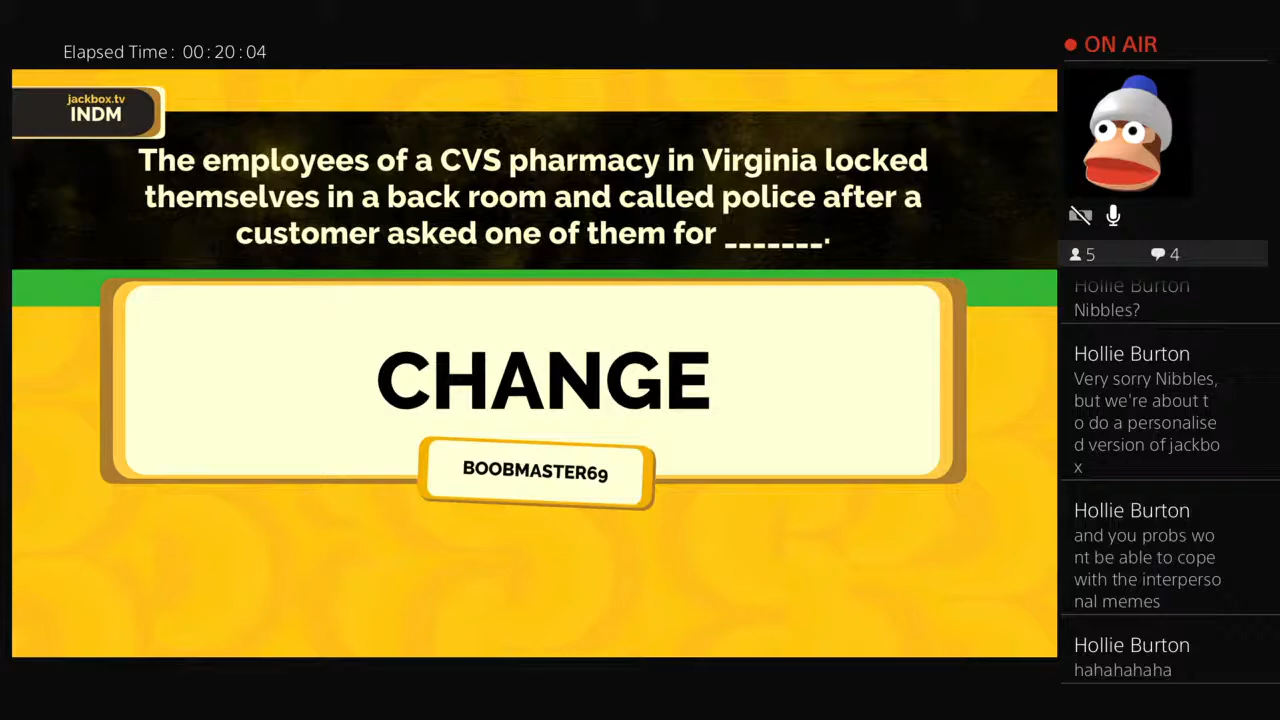 Elapsed Time: 00:20:04
ON AIR
jackbox.tv
INDM
The employees of a CVS pharmacy in Virginia locked
themselves in a back room and called police after a
customer asked one of them for _______.
CHANGE
BOOBMASTER69
5
4
Hollie Burton
Nibbles?
Hollie Burton
Very sorry Nibbles,
but we're about t
o do a personalise
d version of jackbo
x
Hollie Burton
and you probs wo
nt be able to cope
with the interperso
nal memes
Hollie Burton
hahahahaha